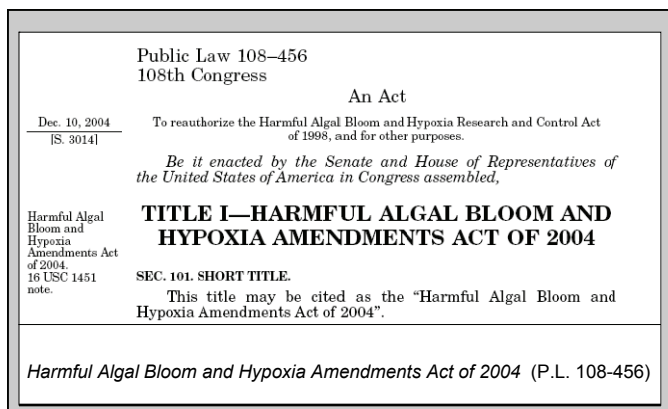 Public Law 108–456
108th Congress
An Act
Dec. 10, 2004
[S. 3014]
To reauthorize the Harmful Algal Bloom and Hypoxia Research and Control Act
of 1998, and for other purposes.
Be it enacted by the Senate and House of Representatives of
the United States of America in Congress assembled,
Harmful Algal
Bloom and
Hypoxia
Amendments Act
of 2004.
16 USC 1451
note.
TITLE I—HARMFUL ALGAL BLOOM AND
HYPOXIA AMENDMENTS ACT OF 2004
SEC. 101. SHORT TITLE.
This title may be cited as the “Harmful Algal Bloom and
Hypoxia Amendments Act of 2004”.
Harmful Algal Bloom and Hypoxia Amendments Act of 2004 (P.L. 108-456)